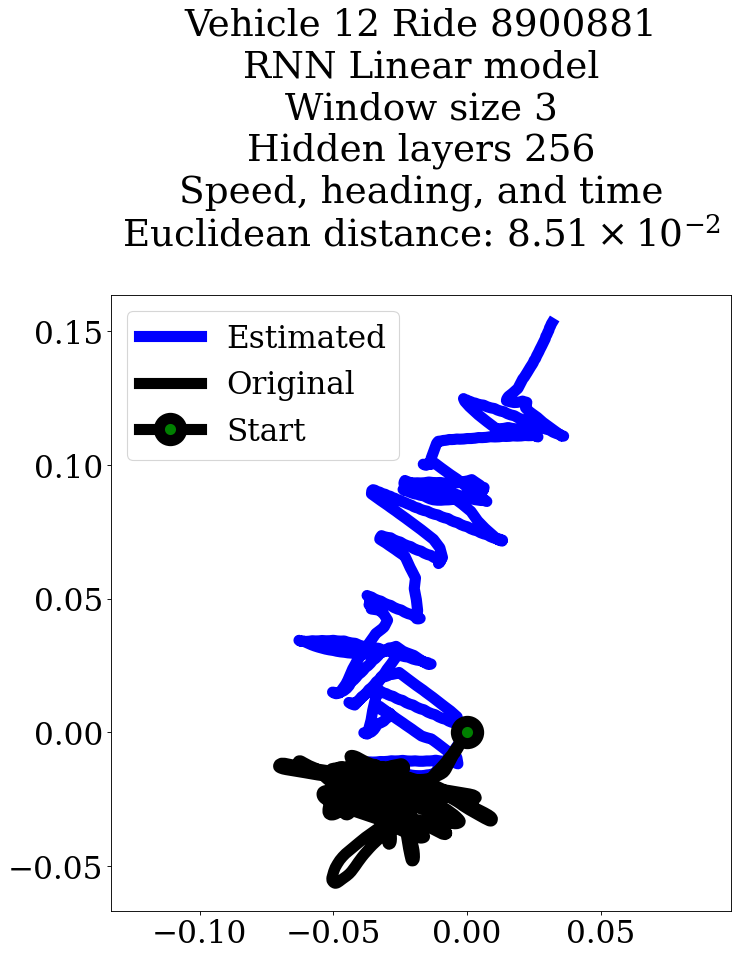 Vehicle 12 Ride 8900881
RNN Linear model
Window size 3
Hidden layers 256
Speed, heading, and time
Euclidean distance: 8.51 × 10⁻²
Estimated
Original
Start
0.15
0.10
0.05
0.00
−0.05
−0.10
−0.05
0.00
0.05